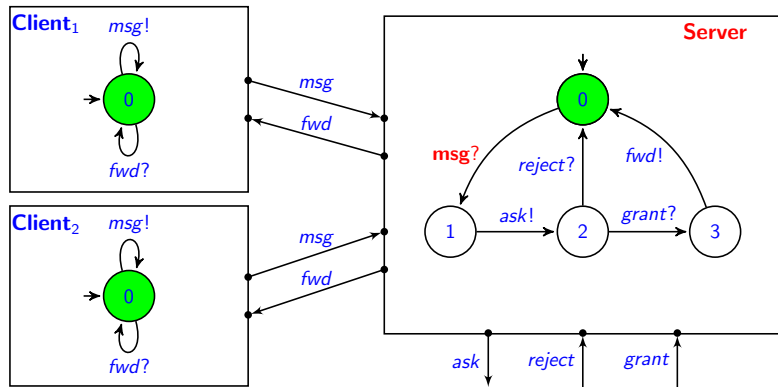 Client₁
msg!
0
fwd?
Client₂
msg!
0
fwd?
msg
fwd
msg
fwd
Server
0
msg?
reject?
fwd!
1
ask!
2
grant?
3
ask
reject
grant